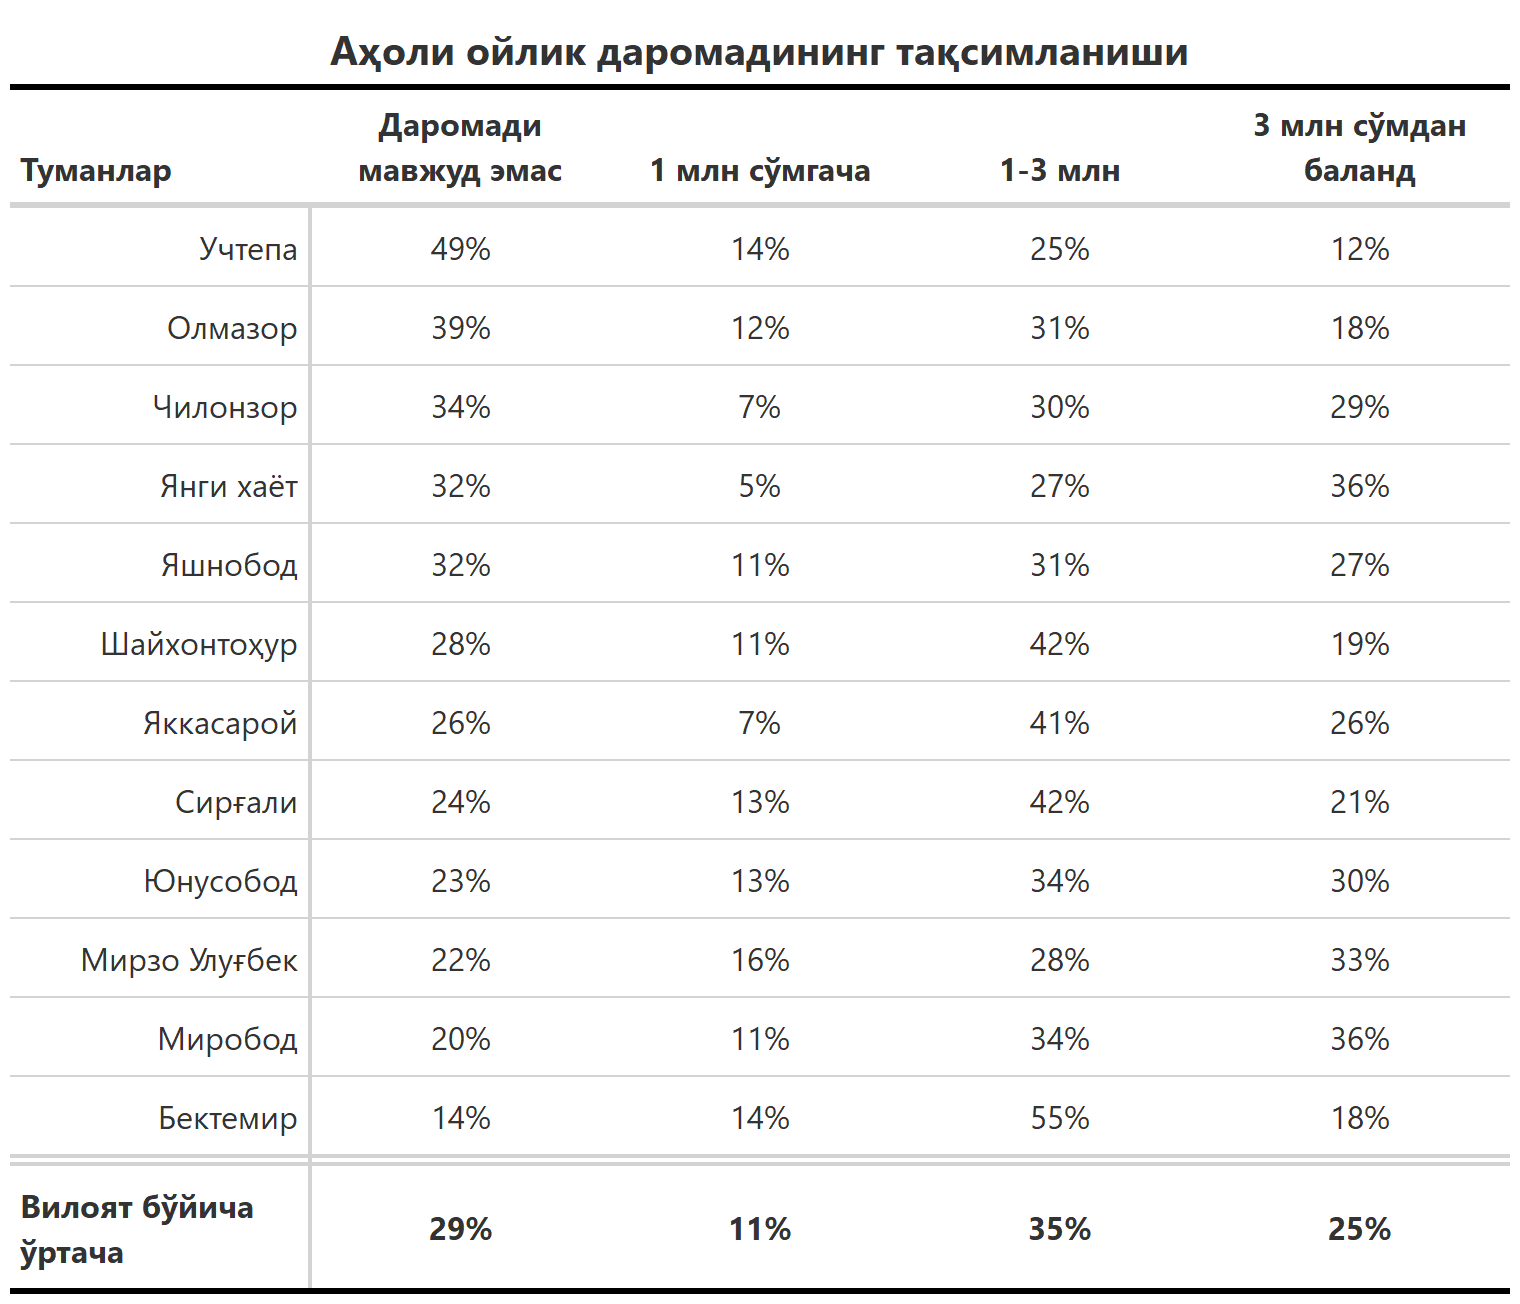 Аҳоли ойлик даромадининг тақсимланиши
Туманлар Даромади мавжуд эмас 1 млн сўмгача 1-3 млн 3 млн сўмдан баланд
Учтепа 49% 14% 25% 12%
Олмазор 39% 12% 31% 18%
Чилонзор 34% 7% 30% 29%
Янги хаёт 32% 5% 27% 36%
Яшнобод 32% 11% 31% 27%
Шайхонтоҳур 28% 11% 42% 19%
Яккасарой 26% 7% 41% 26%
Сирғали 24% 13% 42% 21%
Юнусобод 23% 13% 34% 30%
Мирзо Улуғбек 22% 16% 28% 33%
Миробод 20% 11% 34% 36%
Бектемир 14% 14% 55% 18%
Вилоят бўйича ўртача 29% 11% 35% 25%